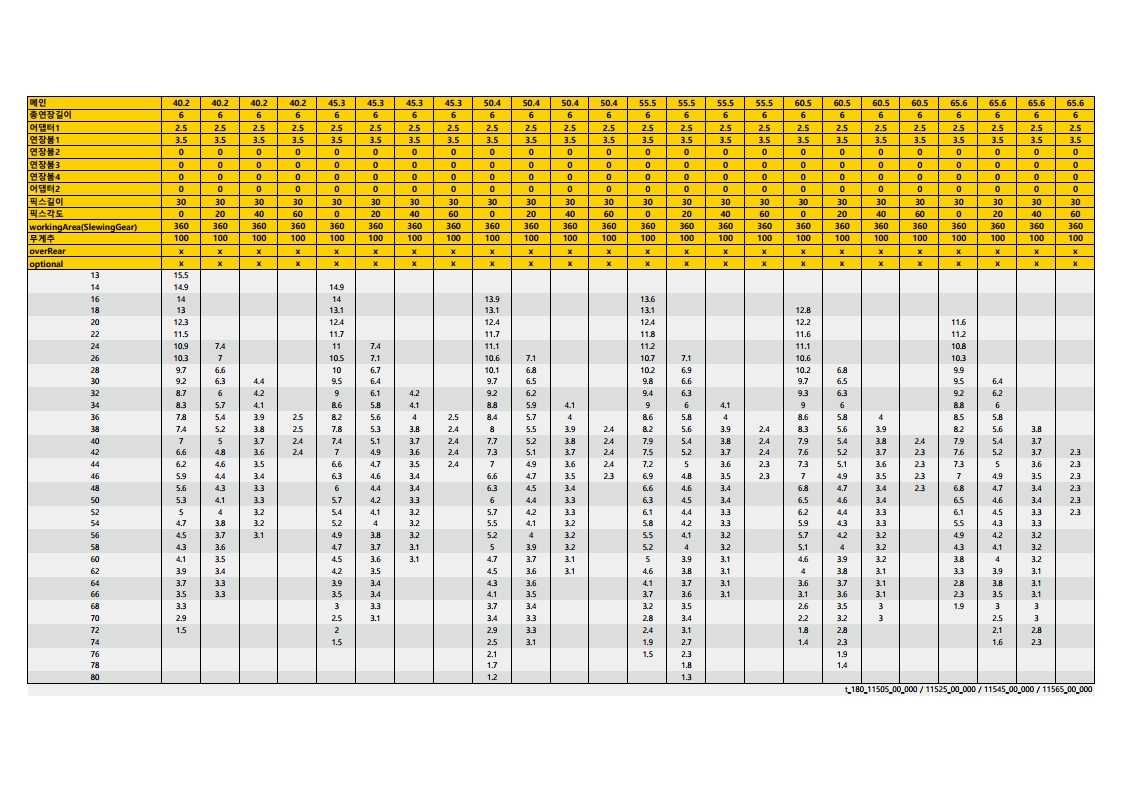 메인 40.2 40.2 40.2 40.2 45.3 45.3 45.3 45.3 50.4 50.4 50.4 50.4 55.5 55.5 55.5 55.5 60.5 60.5 60.5 60.5 65.6 65.6 65.6 65.6
총연장길이 6 6 6 6 6 6 6 6 6 6 6 6 6 6 6 6 6 6 6 6 6 6 6 6
어댑터1 2.5 2.5 2.5 2.5 2.5 2.5 2.5 2.5 2.5 2.5 2.5 2.5 2.5 2.5 2.5 2.5 2.5 2.5 2.5 2.5 2.5 2.5 2.5 2.5
연장붐1 3.5 3.5 3.5 3.5 3.5 3.5 3.5 3.5 3.5 3.5 3.5 3.5 3.5 3.5 3.5 3.5 3.5 3.5 3.5 3.5 3.5 3.5 3.5 3.5
연장붐2 0 0 0 0 0 0 0 0 0 0 0 0 0 0 0 0 0 0 0 0 0 0 0 0
연장붐3 0 0 0 0 0 0 0 0 0 0 0 0 0 0 0 0 0 0 0 0 0 0 0 0
연장붐4 0 0 0 0 0 0 0 0 0 0 0 0 0 0 0 0 0 0 0 0 0 0 0 0
어댑터2 0 0 0 0 0 0 0 0 0 0 0 0 0 0 0 0 0 0 0 0 0 0 0 0
픽스길이 30 30 30 30 30 30 30 30 30 30 30 30 30 30 30 30 30 30 30 30 30 30 30 30
픽스각도 0 20 40 60 0 20 40 60 0 20 40 60 0 20 40 60 0 20 40 60 0 20 40 60
workingArea(SlewingGear) 360 360 360 360 360 360 360 360 360 360 360 360 360 360 360 360 360 360 360 360 360 360 360 360
무게추 100 100 100 100 100 100 100 100 100 100 100 100 100 100 100 100 100 100 100 100 100 100 100 100
overRear x x x x x x x x x x x x x x x x x x x x x x x x
optional x x x x x x x x x x x x x x x x x x x x x x x x
13 15.5
14 14.9 14.9
16 14 14 13.9 13.6
18 13 13.1 13.1 13.1 12.8
20 12.3 12.4 12.4 12.4 12.2 11.6
22 11.5 11.7 11.7 11.8 11.6 11.2
24 10.9 7.4 11 7.4 11.1 11.2 11.1 10.8
26 10.3 7 10.5 7.1 10.6 7.1 10.7 7.1 10.6 10.3
28 9.7 6.6 10 6.7 10.1 6.8 10.2 6.9 10.2 6.8 9.9
30 9.2 6.3 4.4 9.5 6.4 9.7 6.5 9.8 6.6 9.7 6.5 9.5 6.4
32 8.7 6 4.2 9 6.1 4.2 9.2 6.2 9.4 6.3 9.3 6.3 9.2 6.2
34 8.3 5.7 4.1 8.6 5.8 4.1 8.8 5.9 4.1 9 6 4.1 9 6 8.8 6
36 7.8 5.4 3.9 2.5 8.2 5.6 4 2.5 8.4 5.7 4 8.6 5.8 4 8.6 5.8 4 8.5 5.8
38 7.4 5.2 3.8 2.5 7.8 5.3 3.8 2.4 8 5.5 3.9 2.4 8.2 5.6 3.9 2.4 8.3 5.6 3.9 8.2 5.6 3.8
40 7 5 3.7 2.4 7.4 5.1 3.7 2.4 7.7 5.2 3.8 2.4 7.9 5.4 3.8 2.4 7.9 5.4 3.8 2.4 7.9 5.4 3.7
42 6.6 4.8 3.6 2.4 7 4.9 3.6 2.4 7.3 5.1 3.7 2.4 7.5 5.2 3.7 2.4 7.6 5.2 3.7 2.3 7.6 5.2 3.7 2.3
44 6.2 4.6 3.5 6.6 4.7 3.5 2.4 7 4.9 3.6 2.4 7.2 5 3.6 2.3 7.3 5.1 3.6 2.3 7.3 5 3.6 2.3
46 5.9 4.4 3.4 6.3 4.6 3.4 6.6 4.7 3.5 2.3 6.9 4.8 3.5 2.3 7 4.9 3.5 2.3 7 4.9 3.5 2.3
48 5.6 4.3 3.3 6 4.4 3.4 6.3 4.5 3.4 6.6 4.6 3.4 6.8 4.7 3.4 2.3 6.8 4.7 3.4 2.3
50 5.3 4.1 3.3 5.7 4.2 3.3 6 4.4 3.3 6.3 4.5 3.4 6.5 4.6 3.4 6.5 4.6 3.4 2.3
52 5 4 3.2 5.4 4.1 3.2 5.7 4.2 3.3 6.1 4.4 3.3 6.2 4.4 3.3 6.1 4.5 3.3 2.3
54 4.7 3.8 3.2 5.2 4 3.2 5.5 4.1 3.2 5.8 4.2 3.3 5.9 4.3 3.3 5.5 4.3 3.3
56 4.5 3.7 3.1 4.9 3.8 3.2 5.2 4 3.2 5.5 4.1 3.2 5.7 4.2 3.2 4.9 4.2 3.2
58 4.3 3.6 4.7 3.7 3.1 5 3.9 3.2 5.2 4 3.2 5.1 4 3.2 4.3 4.1 3.2
60 4.1 3.5 4.5 3.6 3.1 4.7 3.7 3.1 5 3.9 3.2 4.6 3.9 3.2 3.8 4 3.2
62 3.9 3.4 4.2 3.5 4.5 3.6 3.1 4.6 3.8 3.1 4 3.8 3.1 3.3 3.9 3.1
64 3.7 3.3 3.9 3.4 4.3 3.6 4.1 3.7 3.1 3.6 3.7 3.1 2.8 3.8 3.1
66 3.5 3.3 3.5 3.4 4.1 3.5 3.7 3.6 3.1 3.1 3.6 3.1 2.3 3.5 3.1
68 3.3 3 3.3 3.7 3.4 3.2 3.5 2.6 3.5 3 1.9 3 3
70 2.9 2.5 3.1 3.4 3.3 2.8 3.4 2.2 3.2 3 2.5 3
72 1.5 2 2.9 3.3 2.4 3.1 1.8 2.8 2.1 2.8
74 1.5 2.5 3.1 1.9 2.7 1.4 2.3 1.6 2.3
76 2.1 1.5 2.3 1.9
78 1.7 1.8 1.4
80 1.2 1.3
t_180_11505_00_000 / 11525_00_000 / 11545_00_000 / 11565_00_000